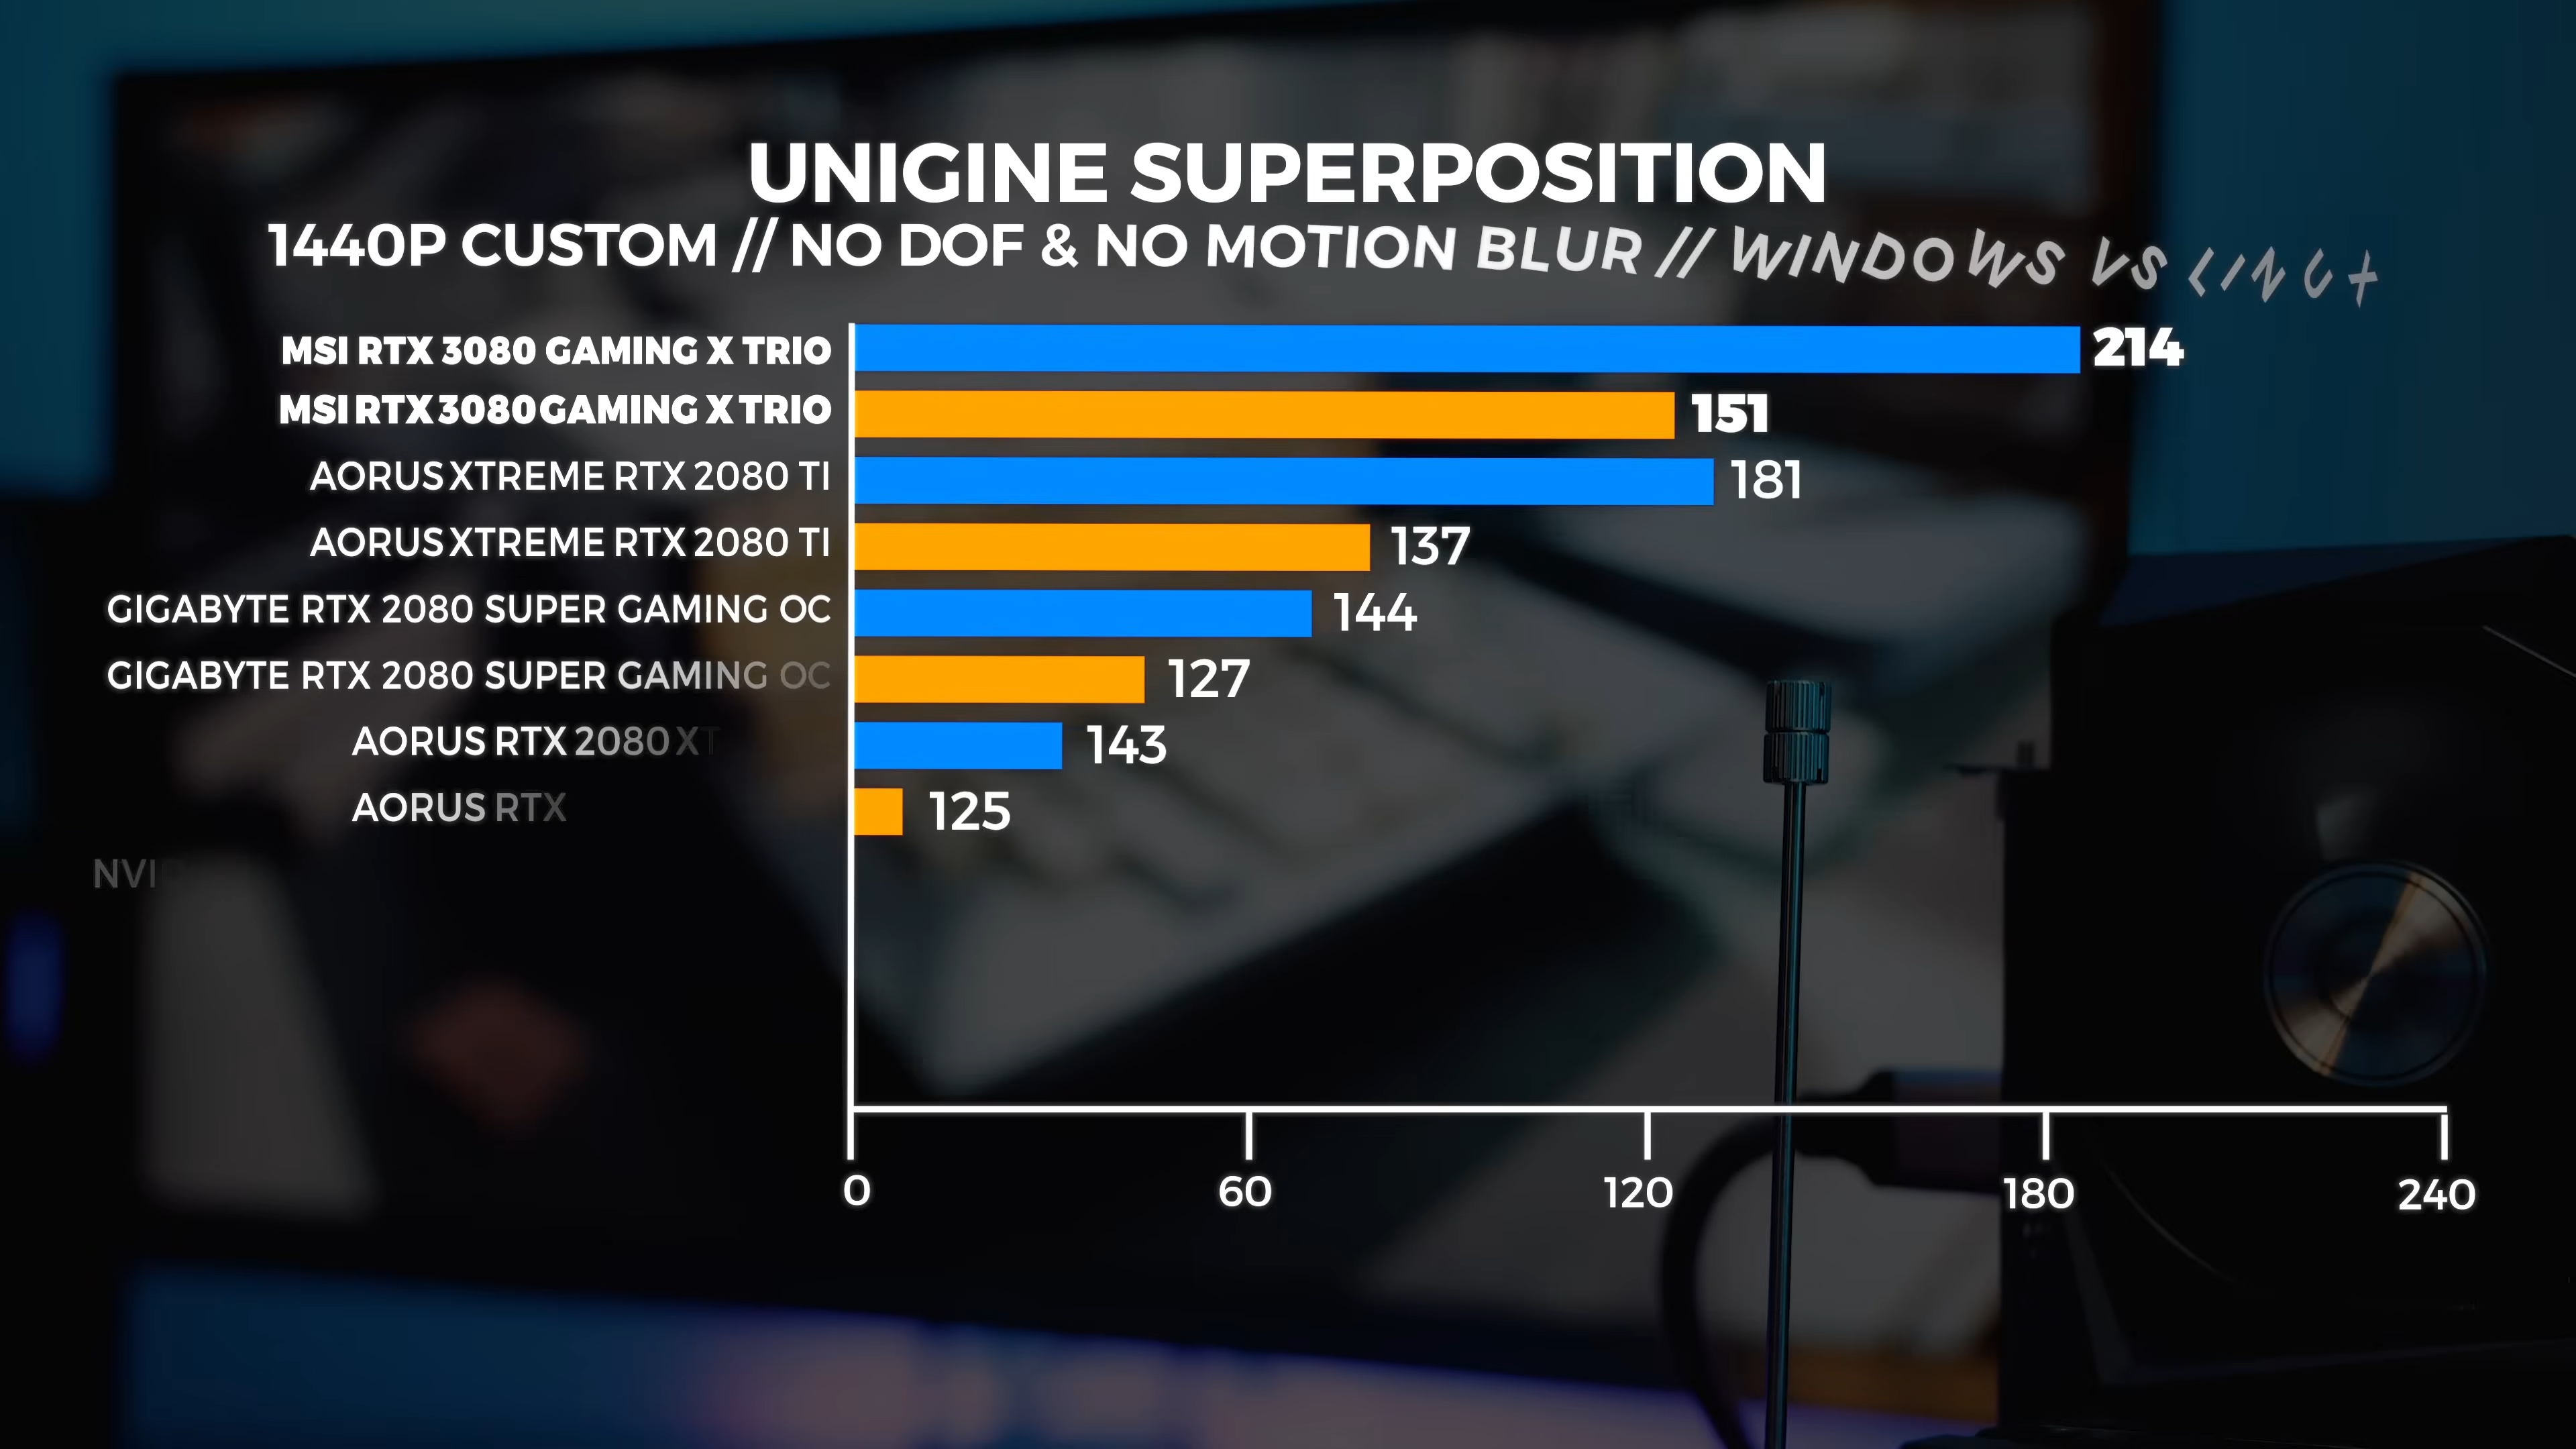 UNIGINE SUPERPOSITION
1440P CUSTOM // NO DOF & NO MOTION BLUR // WINDOWS VS LINUX
MSI RTX 3080 GAMING X TRIO 214
MSI RTX 3080 GAMING X TRIO 151
AORUS XTREME RTX 2080 TI 181
AORUS XTREME RTX 2080 TI 137
GIGABYTE RTX 2080 SUPER GAMING OC 144
GIGABYTE RTX 2080 SUPER GAMING OC 127
AORUS RTX 2080 XT 143
AORUS RTX 125
NVI
0 60 120 180 240